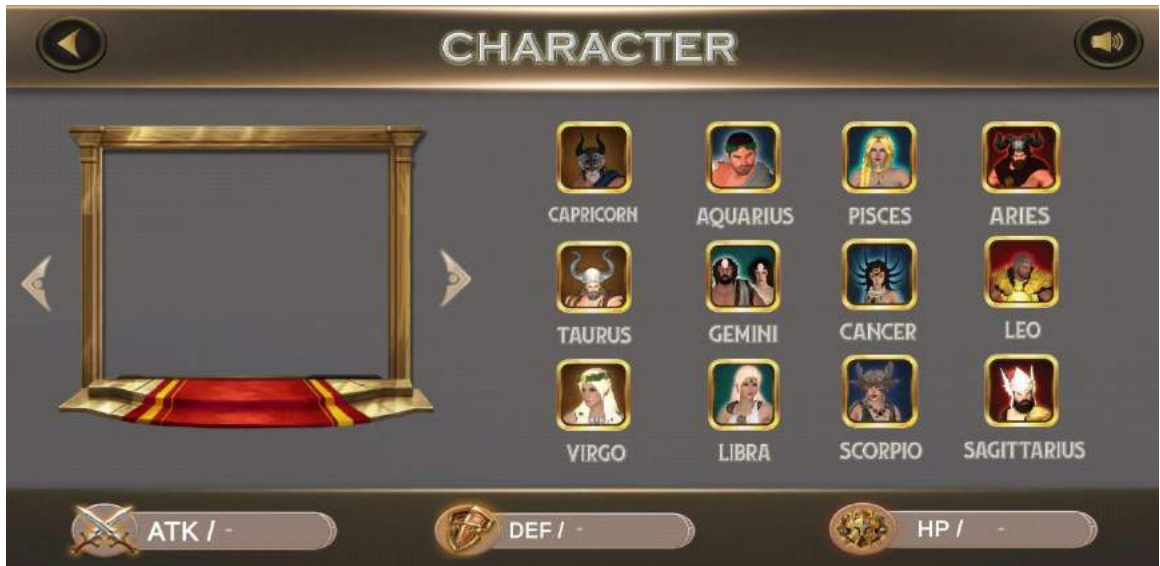 CHARACTER
CAPRICORN AQUARIUS PISCES ARIES
TAURUS GEMINI CANCER LEO
VIRGO LIBRA SCORPIO SAGITTARIUS
ATK / - DEF / - HP / -